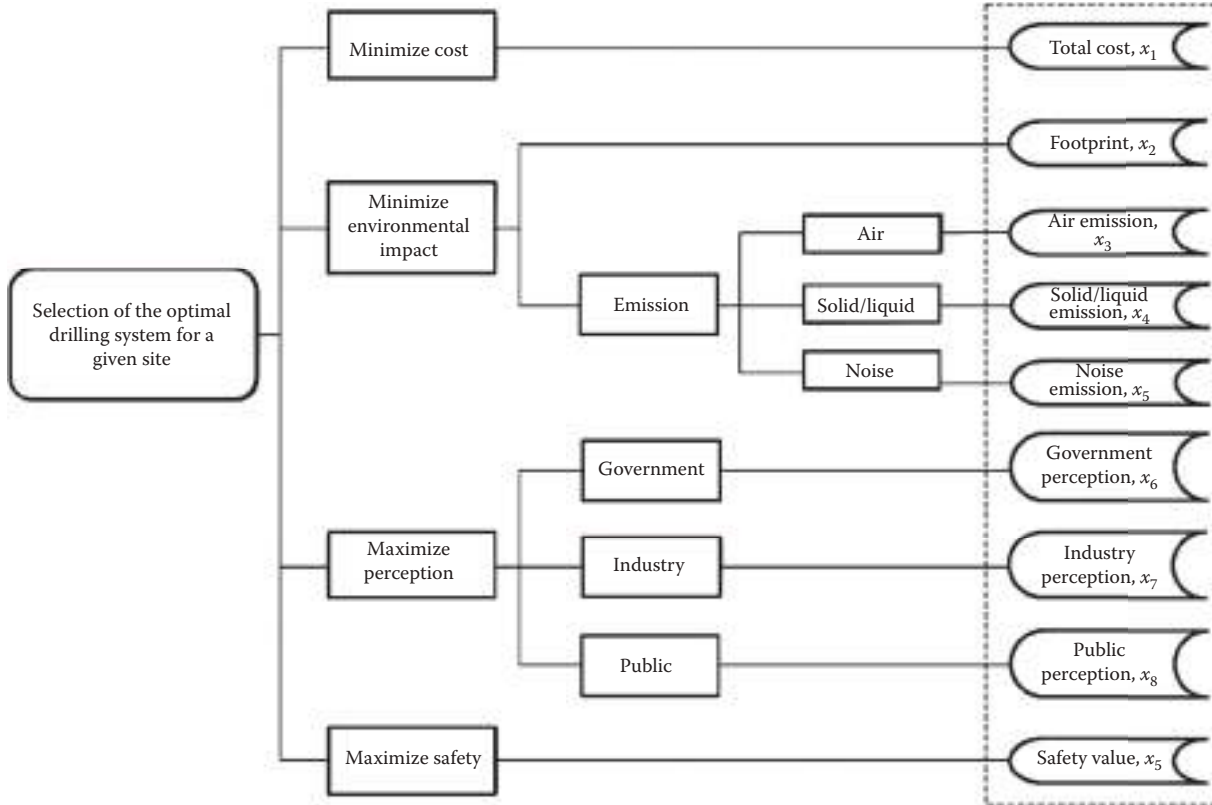 Selection of the optimal
drilling system for a
given site
Minimize cost
Total cost, x₁
Minimize
environmental
impact
Footprint, x₂
Emission
Air
Air emission,
x₃
Solid/liquid
Solid/liquid
emission, x₄
Noise
Noise
emission, x₅
Maximize
perception
Government
Government
perception, x₆
Industry
Industry
perception, x₇
Public
Public
perception, x₈
Maximize safety
Safety value, x₅